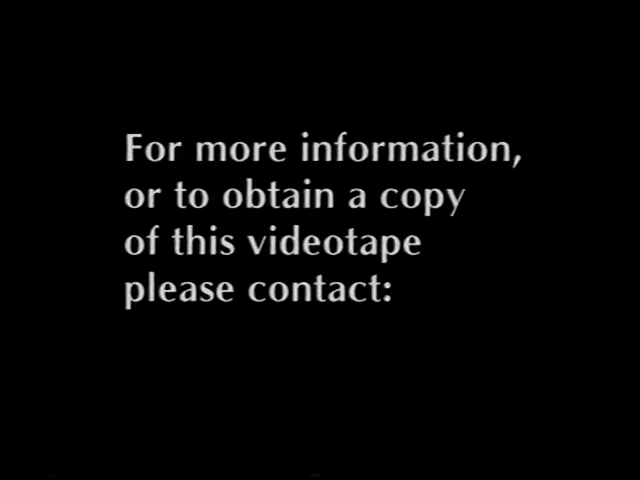 For more information,
or to obtain a copy
of this videotape
please contact: